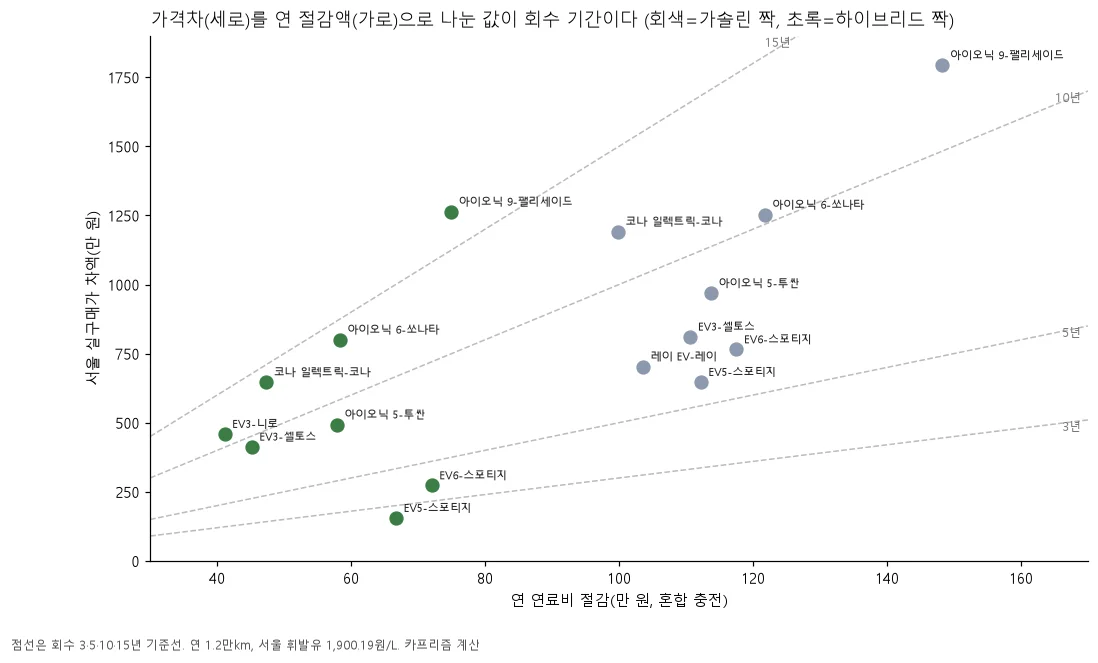 가격차(세로)를 연 절감액(가로)으로 나눈 값이 회수 기간이다 (회색=가솔린 짝, 초록=하이브리드 짝)
15년
아이오닉 9-팰리세이드
1750
10년
1500
아이오닉 9-팰리세이드
아이오닉 6-쏘나타
1250
코나 일렉트릭-코나
서울 실구매가 차액(만 원)
1000
아이오닉 5-투싼
아이오닉 6-쏘나타
EV3-셀토스
EV6-스포티지
5년
750
레이 EV-레이
코나 일렉트릭-코나
EV5-스포티지
아이오닉 5-투싼
500
EV3-니로
EV3-셀토스
3년
EV6-스포티지
250
EV5-스포티지
0
40 60 80 100 120 140 160
연 연료비 절감(만 원, 혼합 충전)
점선은 회수 3·5·10·15년 기준선. 연 1.2만km, 서울 휘발유 1,900.19원/L. 카프리즘 계산